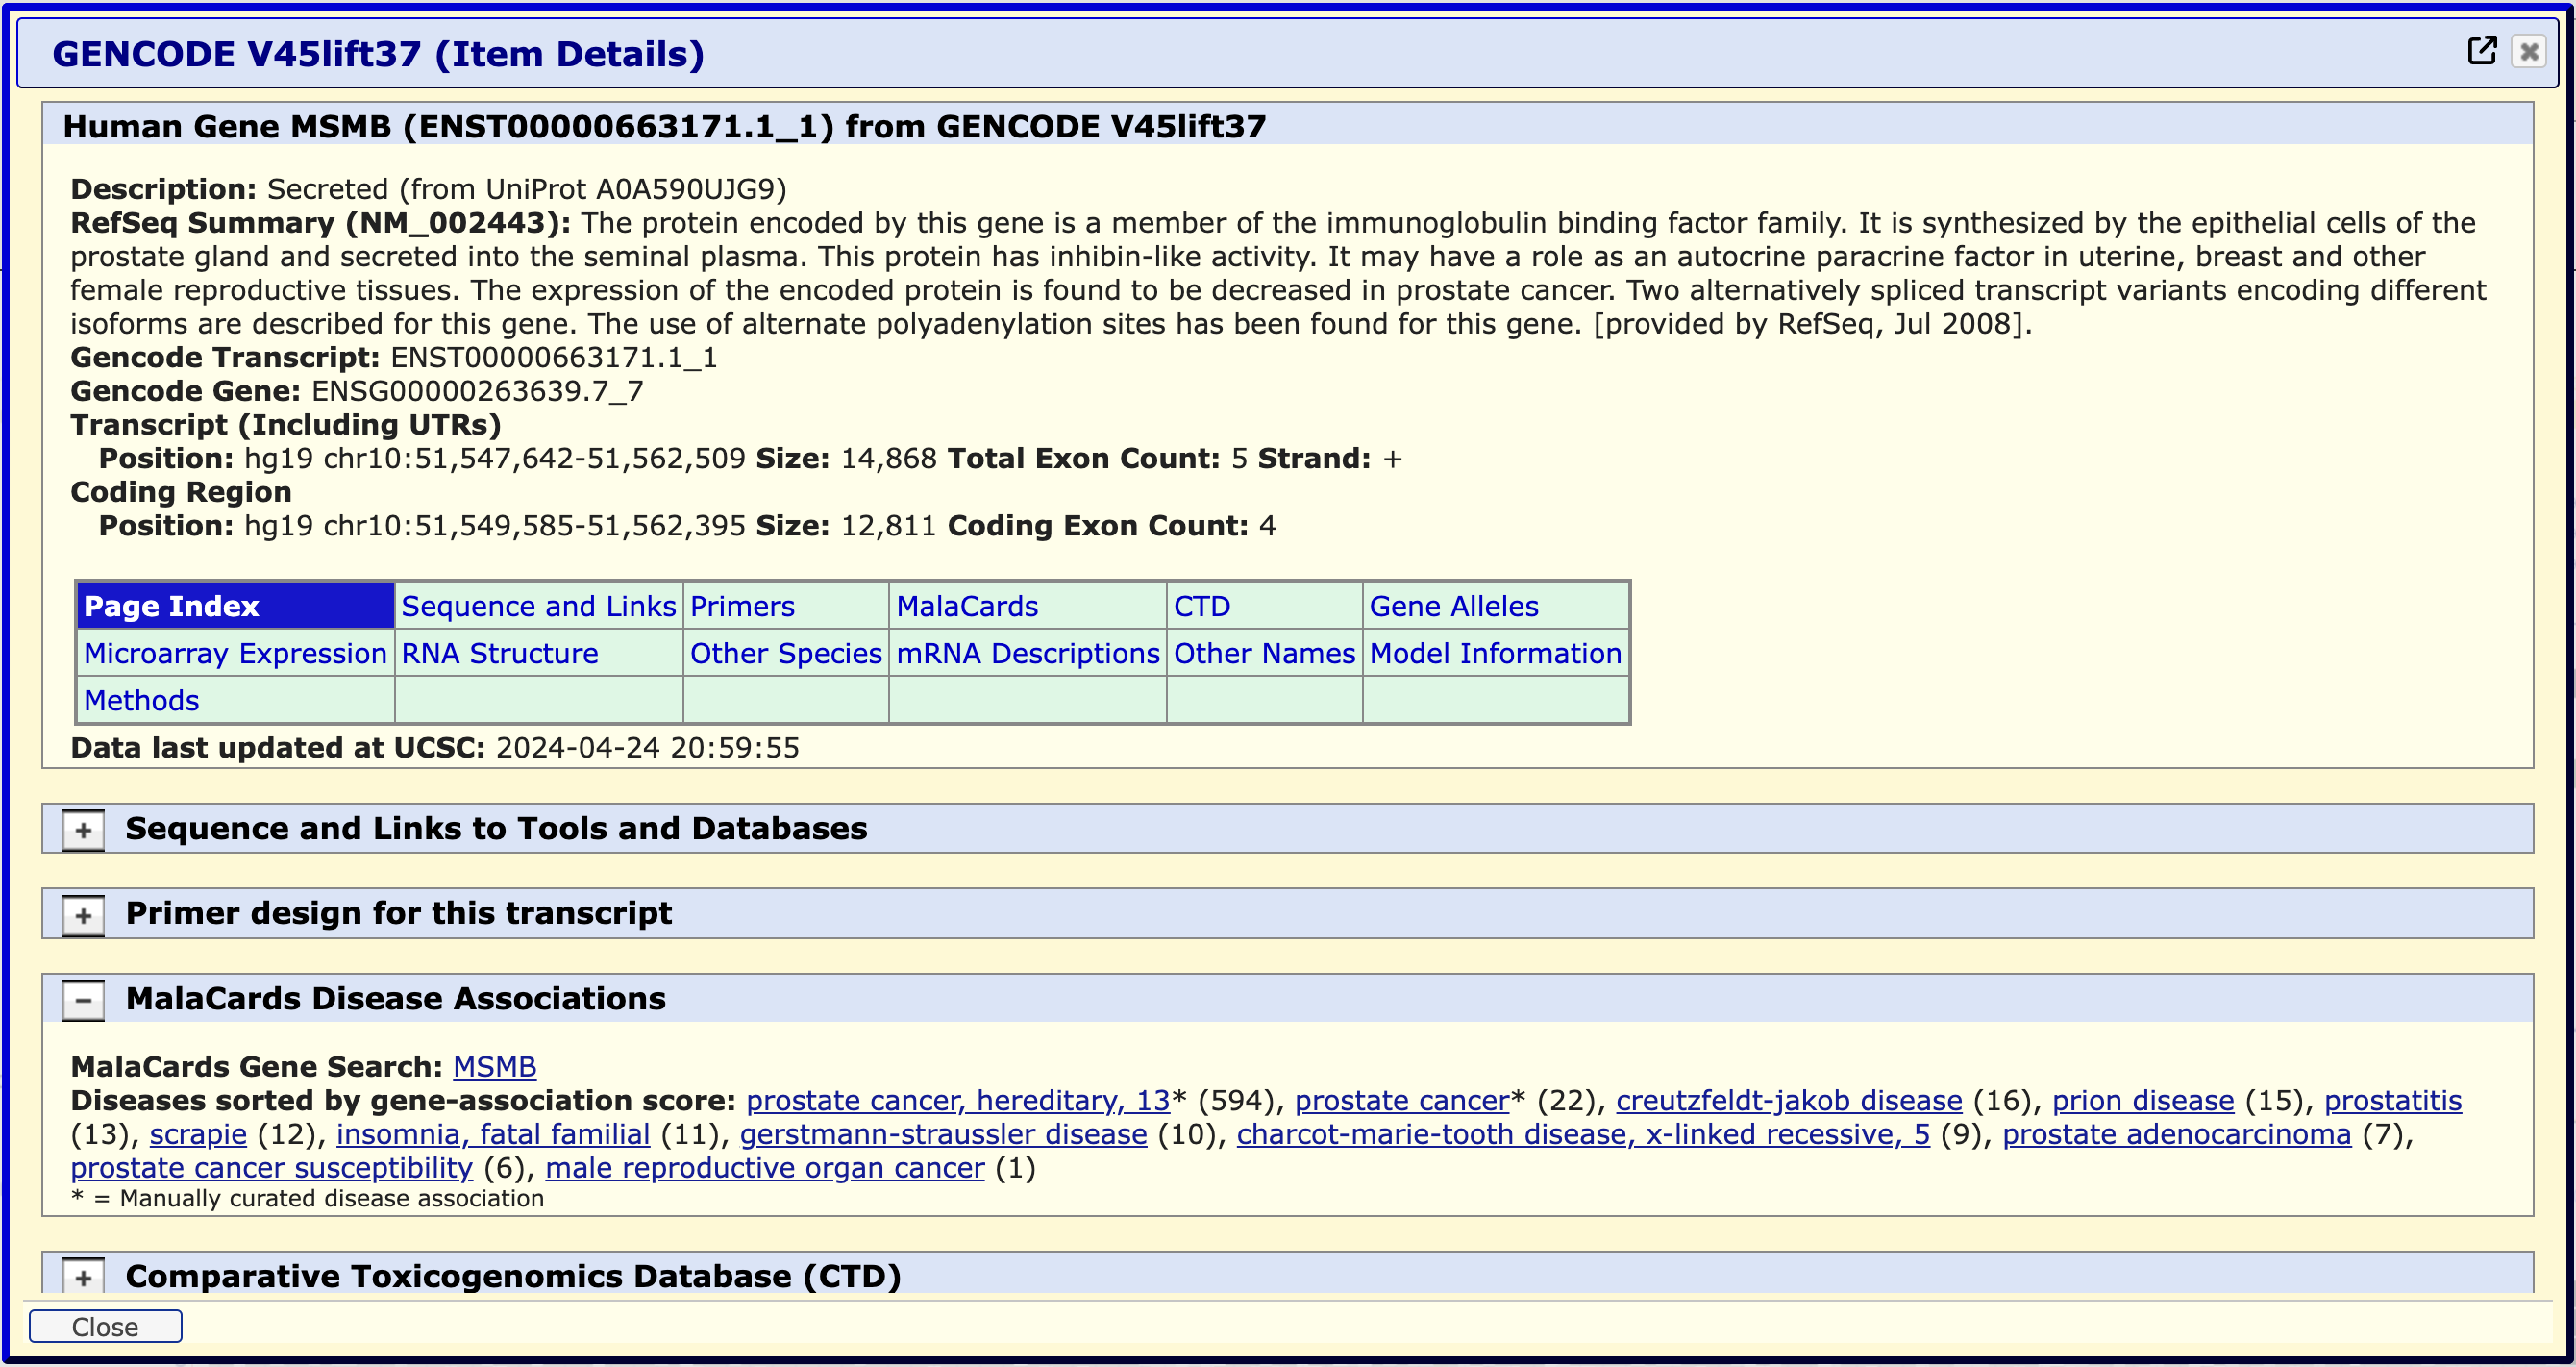 GENCODE V45lift37 (Item Details)
Human Gene MSMB (ENST00000663171.1_1) from GENCODE V45lift37
Description: Secreted (from UniProt A0A590UJG9)
RefSeq Summary (NM_002443): The protein encoded by this gene is a member of the immunoglobulin binding factor family. It is synthesized by the epithelial cells of the
prostate gland and secreted into the seminal plasma. This protein has inhibin-like activity. It may have a role as an autocrine paracrine factor in uterine, breast and other
female reproductive tissues. The expression of the encoded protein is found to be decreased in prostate cancer. Two alternatively spliced transcript variants encoding different
isoforms are described for this gene. The use of alternate polyadenylation sites has been found for this gene. [provided by RefSeq, Jul 2008].
Gencode Transcript: ENST00000663171.1_1
Gencode Gene: ENSG00000263639.7_7
Transcript (Including UTRs)
Position: hg19 chr10:51,547,642-51,562,509 Size: 14,868 Total Exon Count: 5 Strand: +
Coding Region
Position: hg19 chr10:51,549,585-51,562,395 Size: 12,811 Coding Exon Count: 4
Page Index Sequence and Links Primers MalaCards CTD Gene Alleles
Microarray Expression RNA Structure Other Species mRNA Descriptions Other Names Model Information
Methods
Data last updated at UCSC: 2024-04-24 20:59:55
+ Sequence and Links to Tools and Databases
+ Primer design for this transcript
− MalaCards Disease Associations
MalaCards Gene Search: MSMB
Diseases sorted by gene-association score: prostate cancer, hereditary, 13* (594), prostate cancer* (22), creutzfeldt-jakob disease (16), prion disease (15), prostatitis
(13), scrapie (12), insomnia, fatal familial (11), gerstmann-straussler disease (10), charcot-marie-tooth disease, x-linked recessive, 5 (9), prostate adenocarcinoma (7),
prostate cancer susceptibility (6), male reproductive organ cancer (1)
* = Manually curated disease association
+ Comparative Toxicogenomics Database (CTD)
Close